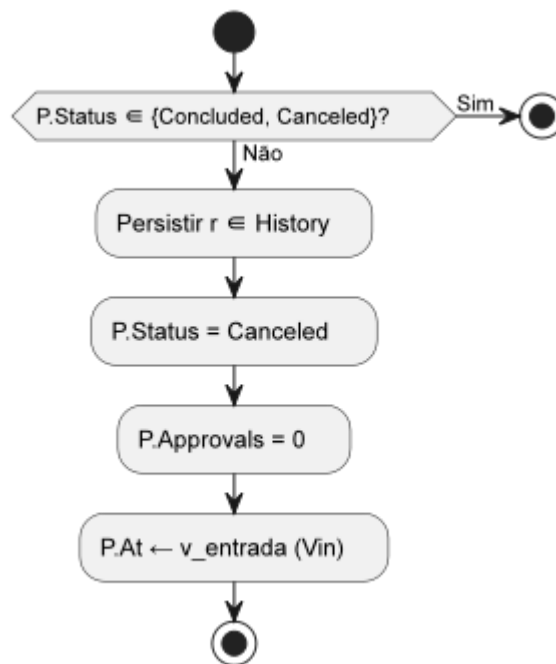 P.Status ∈ {Concluded, Canceled}?
Sim
Não
Persistir r ∈ History
P.Status = Canceled
P.Approvals = 0
P.At ← v_entrada (Vin)